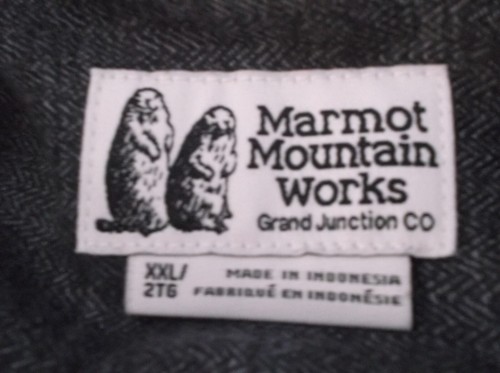 Marmot
Mountain
Works
Grand Junction CO
XXL/
2TG
MADE IN INDONESIA
FABRIQUÉ EN INDONÉSIE